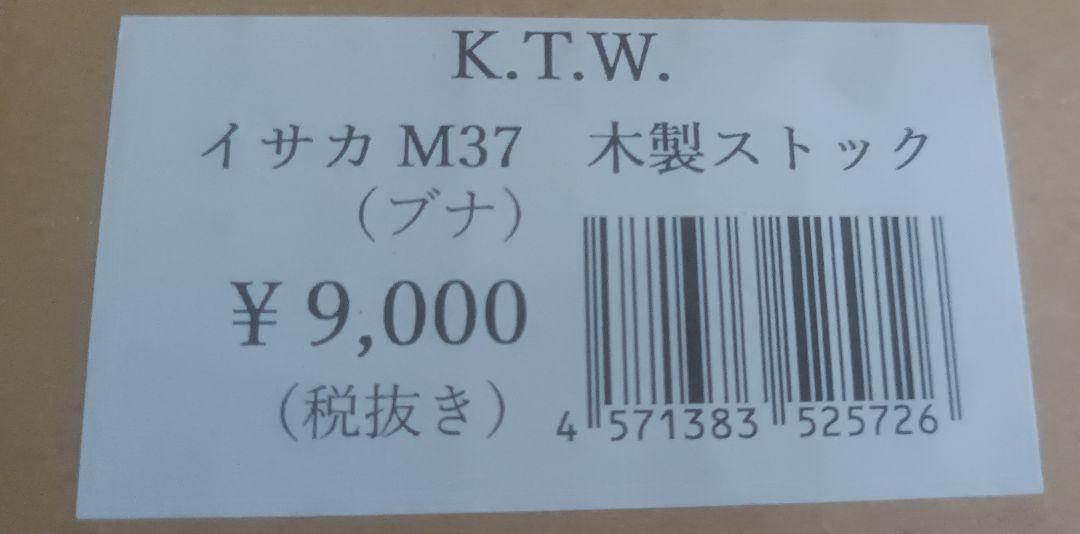 K.T.W.
イサカ M37　木製ストック
（ブナ）
¥ 9,000
（税抜き）
4 571383 525726